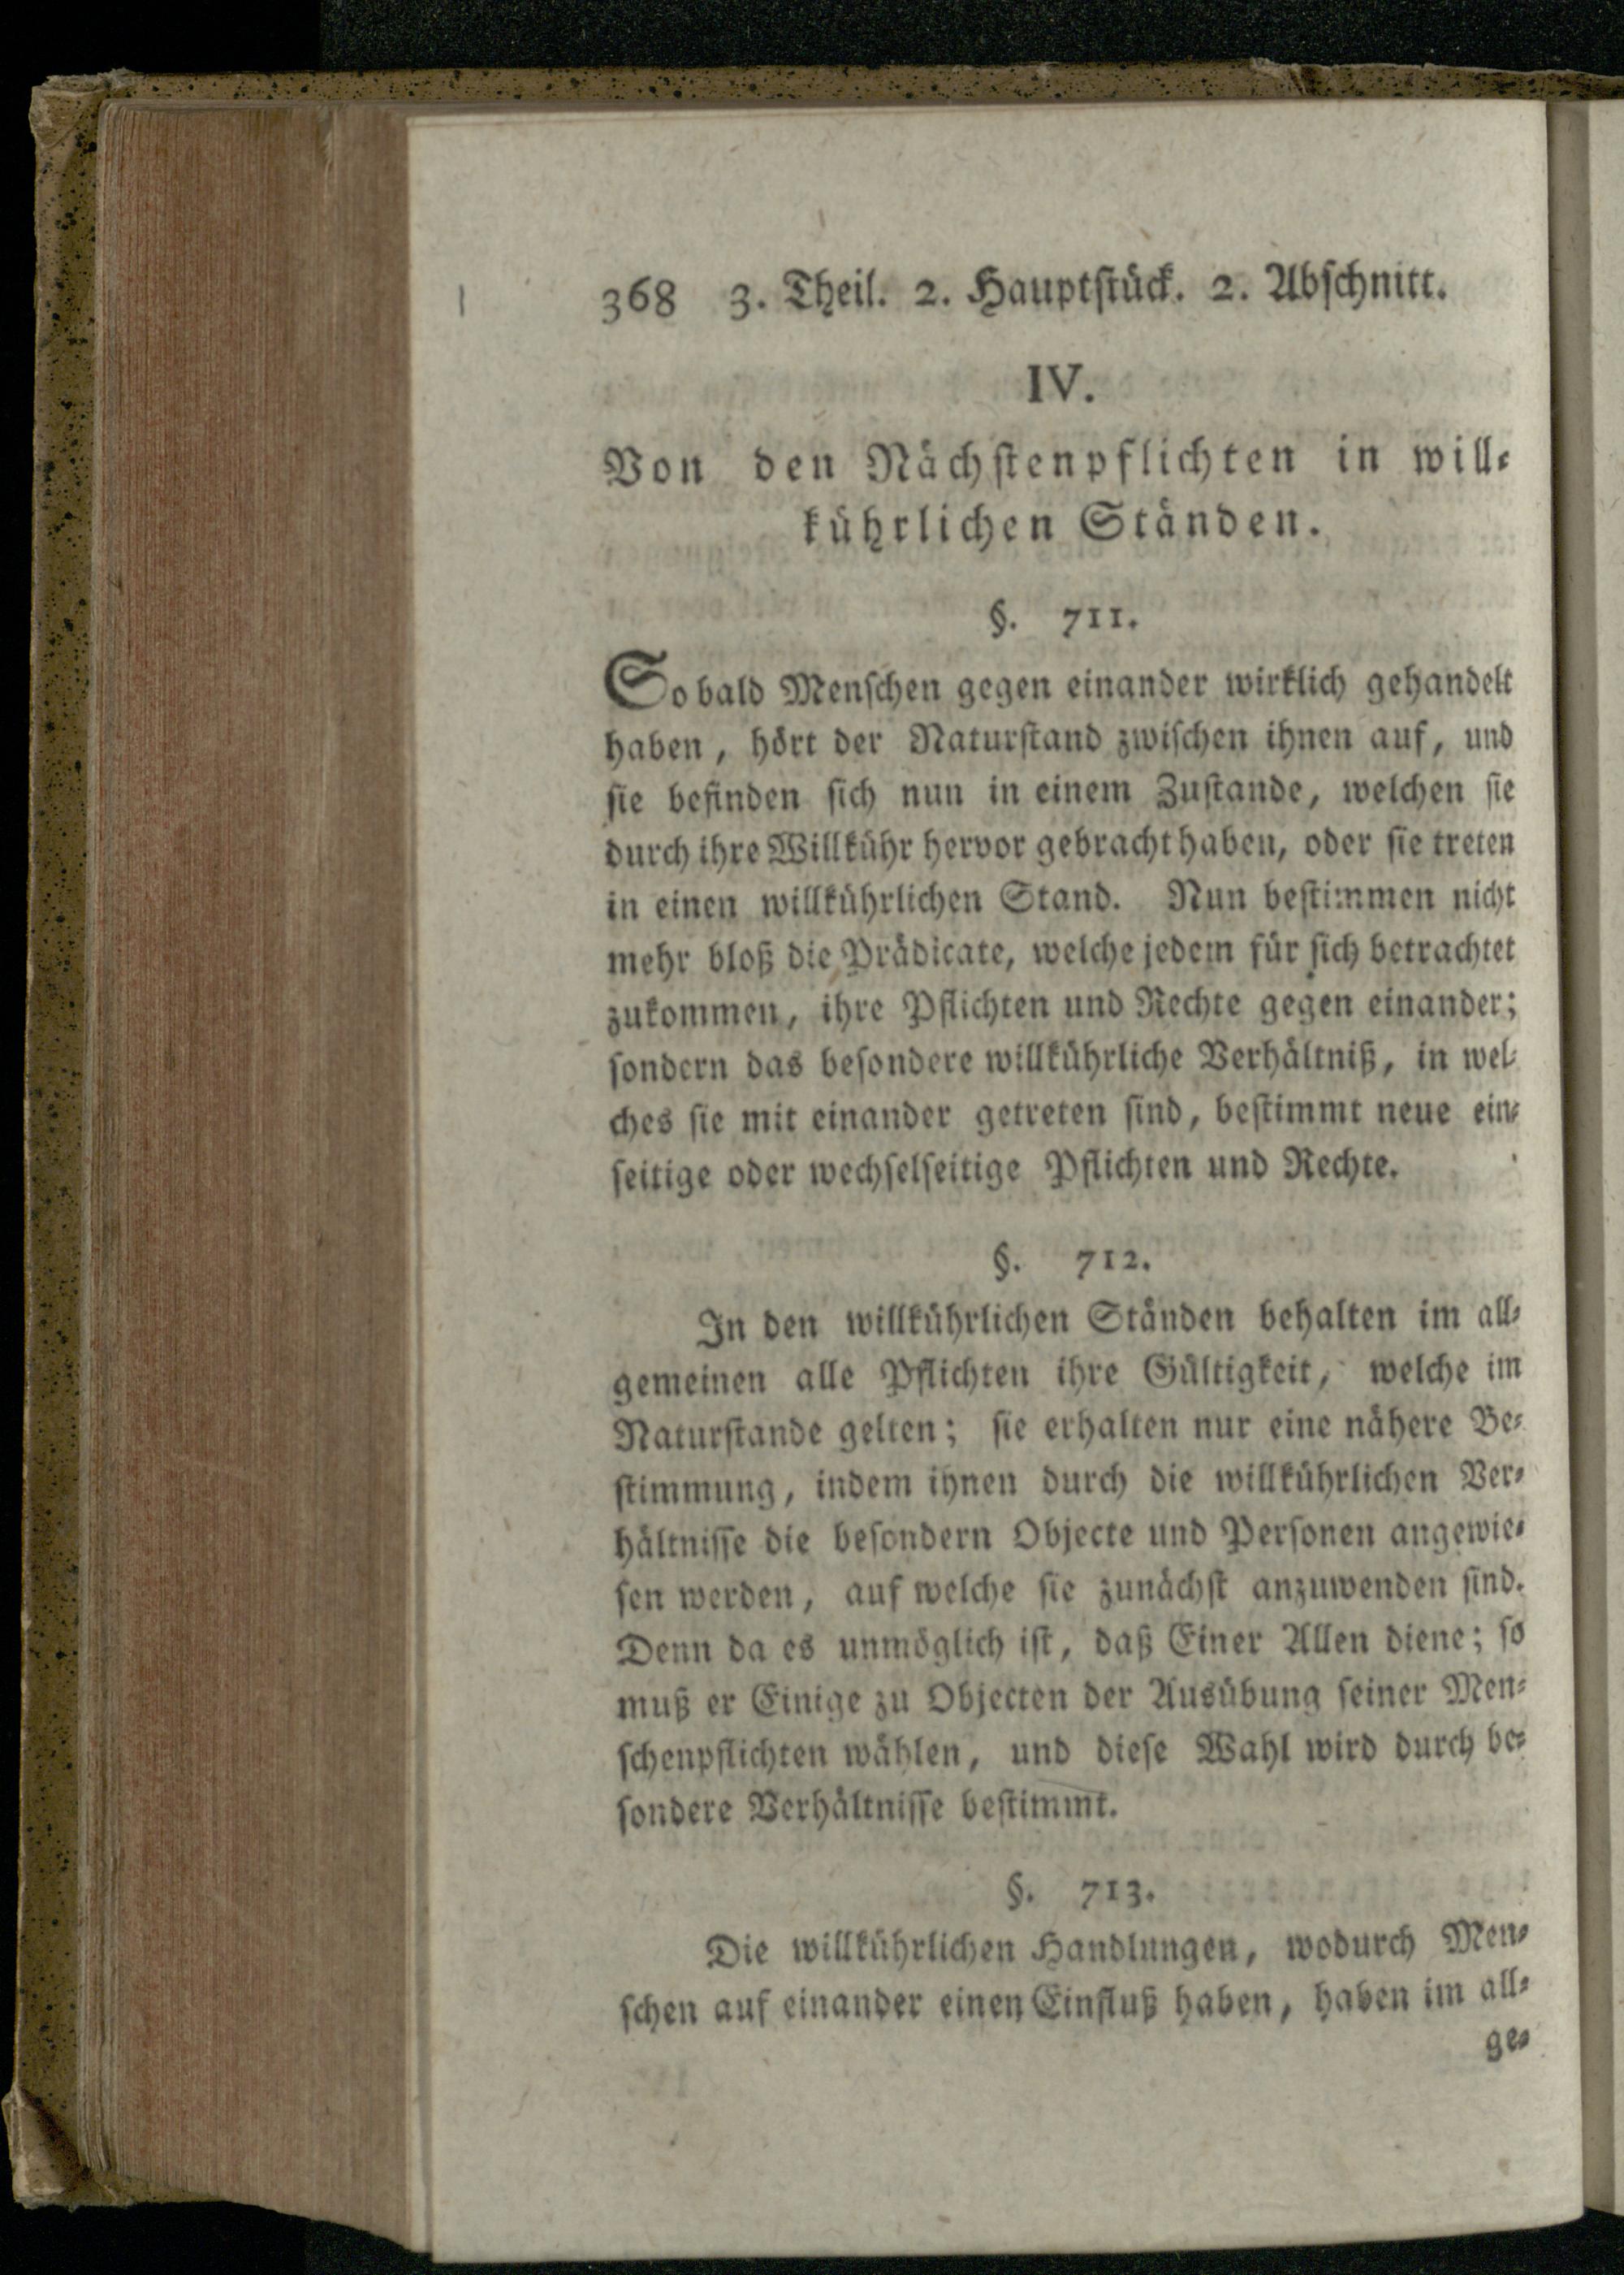 368 3. Theil. 2. Hauptſtück. 2. Abſchnitt.
IV.
Von den Nächſtenpflichten in will⸗
kührlichen Ständen.
§. 711.
So bald Menſchen gegen einander wirklich gehandelt
haben, hört der Naturſtand zwiſchen ihnen auf, und
ſie befinden ſich nun in einem Zuſtande, welchen ſie
durch ihre Willkühr hervor gebracht haben, oder ſie treten
in einen willkührlichen Stand. Nun beſtimmen nicht
mehr bloß die Prädicate, welche jedem für ſich betrachtet
zukommen, ihre Pflichten und Rechte gegen einander;
ſondern das beſondere willkührliche Verhältniß, in wel⸗
ches ſie mit einander getreten ſind, beſtimmt neue ein⸗
ſeitige oder wechſelſeitige Pflichten und Rechte.
§. 712.
In den willkührlichen Ständen behalten im all⸗
gemeinen alle Pflichten ihre Gültigkeit, welche im
Naturſtande gelten; ſie erhalten nur eine nähere Be⸗
ſtimmung, indem ihnen durch die willkührlichen Ver⸗
hältniſſe die beſondern Objecte und Perſonen angewie⸗
ſen werden, auf welche ſie zunächſt anzuwenden ſind.
Denn da es unmöglich iſt, daß Einer Allen diene; ſo
muß er Einige zu Objecten der Ausübung ſeiner Men⸗
ſchenpflichten wählen, und dieſe Wahl wird durch be⸗
ſondere Verhältniſſe beſtimmt.
§. 713.
Die willkührlichen Handlungen, wodurch Men⸗
ſchen auf einander einen Einfluß haben, haben im all⸗
ge⸗